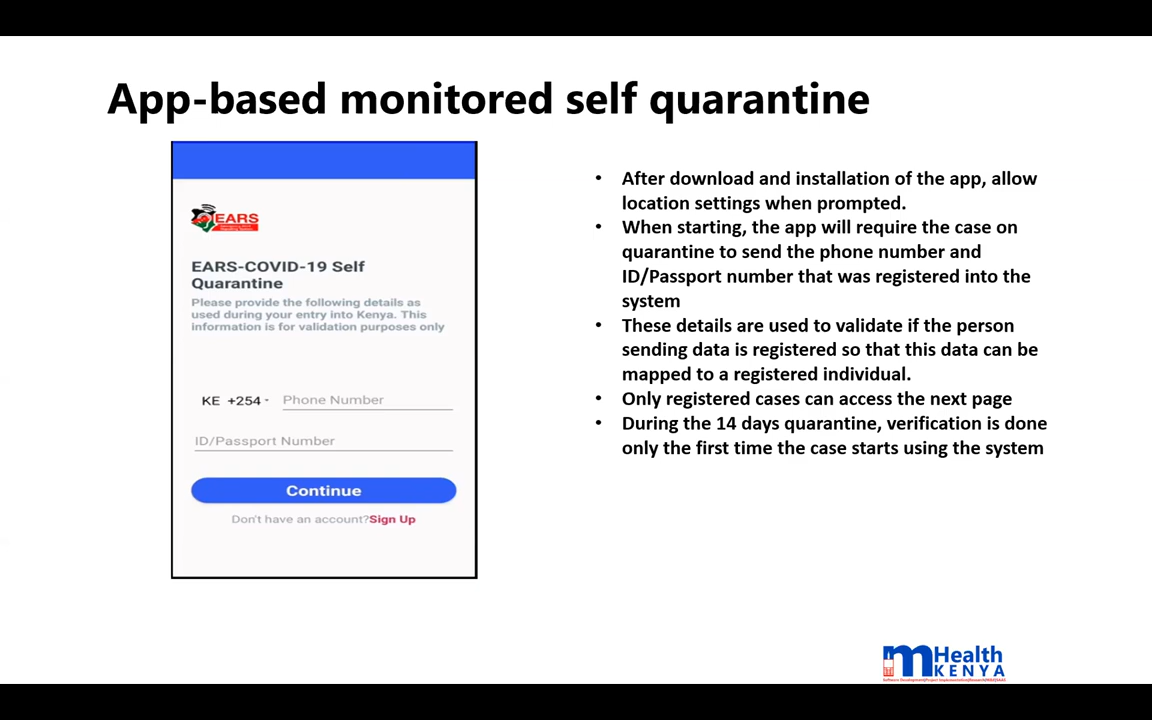 App-based monitored self quarantine
EARS
EARS-COVID-19 Self
Quarantine
Please provide the following details as
used during your entry into Kenya. This
information is for validation purposes only
KE +254
Phone Number
ID/Passport Number
Continue
Don't have an account?Sign Up
• After download and installation of the app, allow
location settings when prompted.
• When starting, the app will require the case on
quarantine to send the phone number and
ID/Passport number that was registered into the
system
• These details are used to validate if the person
sending data is registered so that this data can be
mapped to a registered individual.
• Only registered cases can access the next page
• During the 14 days quarantine, verification is done
only the first time the case starts using the system
mHealth
KENYA